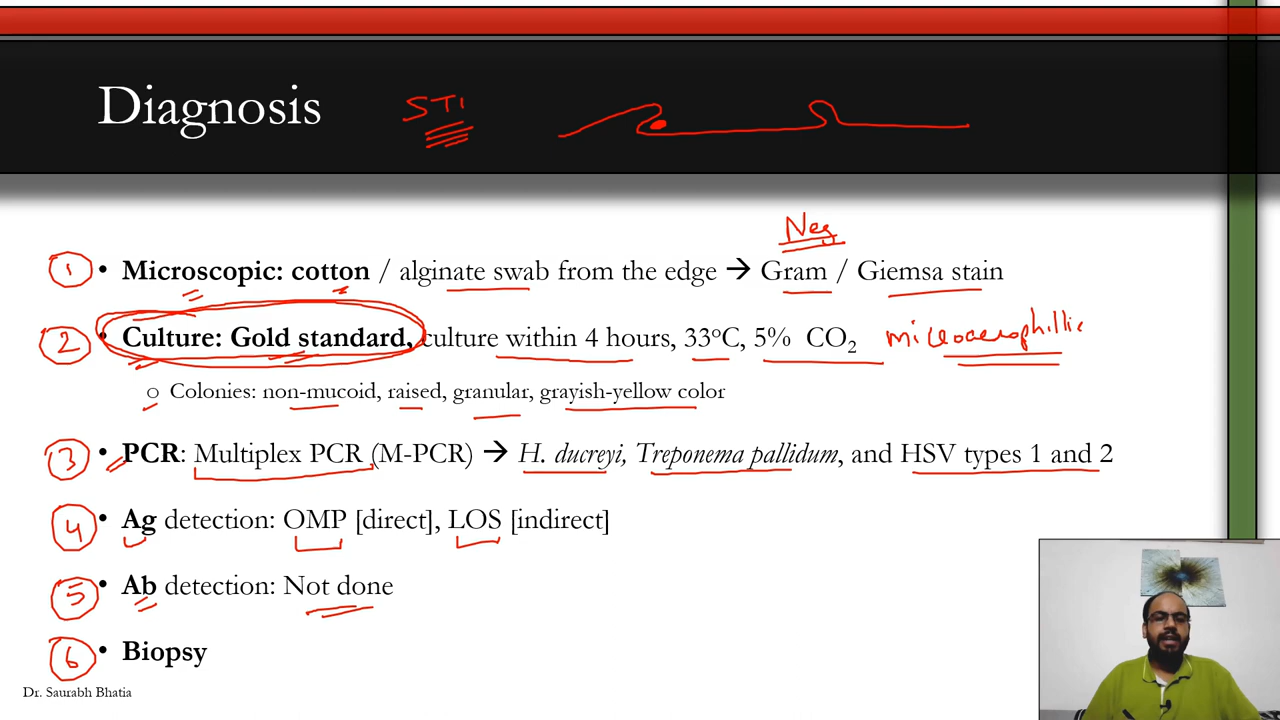 Diagnosis STI
Neg
1 • Microscopic: cotton / alginate swab from the edge → Gram / Giemsa stain
2 • Culture: Gold standard, culture within 4 hours, 33°C, 5% CO₂ microaerophillic
o Colonies: non-mucoid, raised, granular, grayish-yellow color
3 • PCR: Multiplex PCR (M-PCR) → H. ducreyi, Treponema pallidum, and HSV types 1 and 2
4 • Ag detection: OMP [direct], LOS [indirect]
5 • Ab detection: Not done
6 • Biopsy
Dr. Saurabh Bhatia